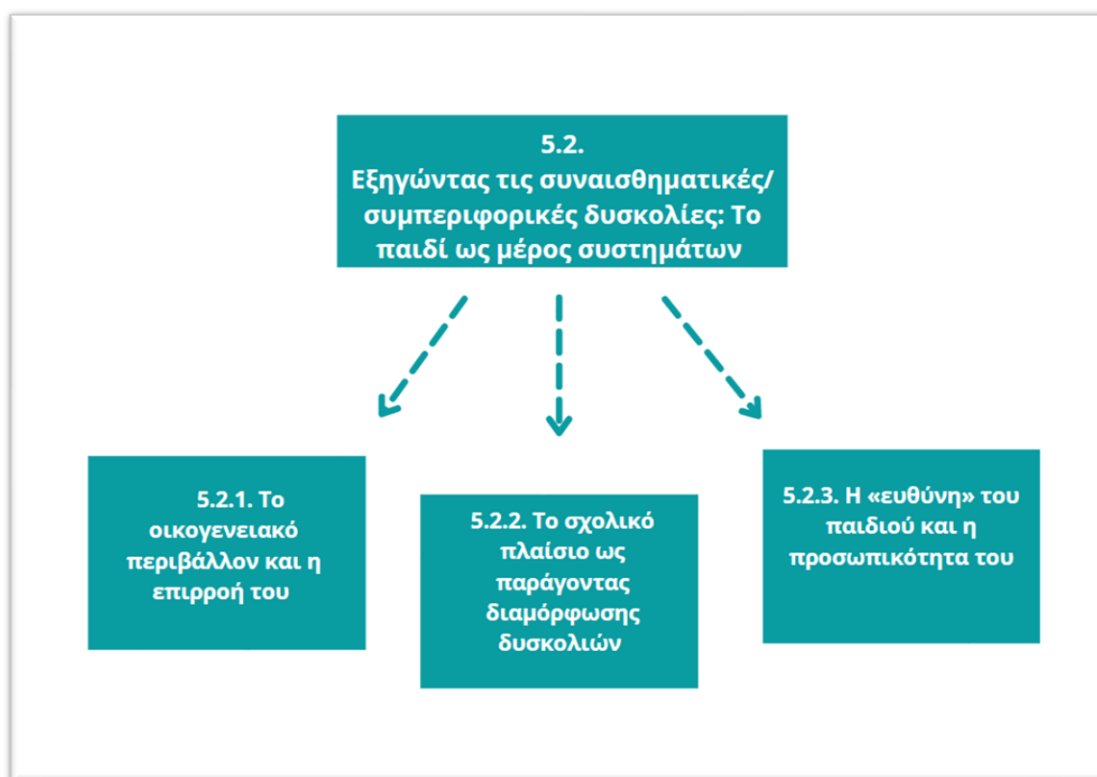 5.2.
Εξηγώντας τις συναισθηματικές/
συμπεριφορικές δυσκολίες: Το
παιδί ως μέρος συστημάτων
5.2.1. Το
οικογενειακό
περιβάλλον και η
επιρροή του
5.2.2. Το σχολικό
πλαίσιο ως
παράγοντας
διαμόρφωσης
δυσκολιών
5.2.3. Η «ευθύνη» του
παιδιού και η
προσωπικότητα του